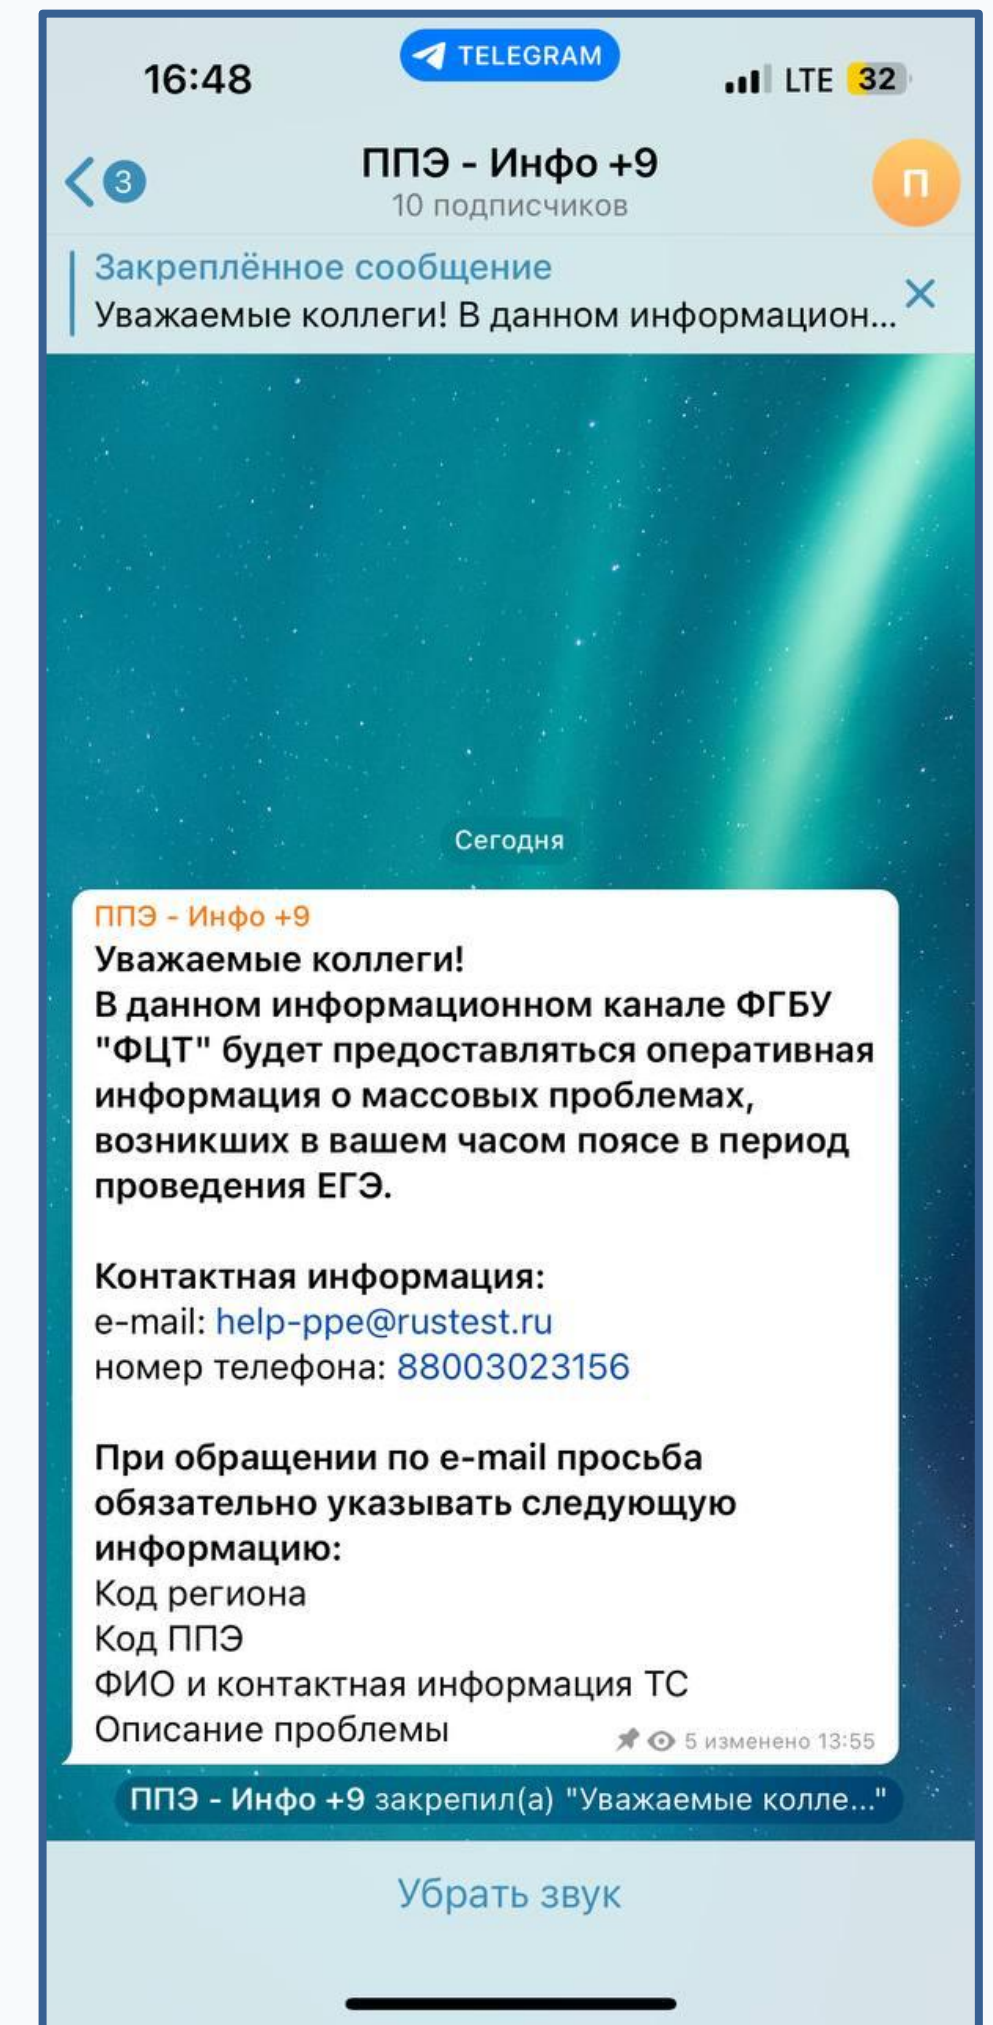 TELEGRAM
16:48
LTE 32
3
ППЭ - Инфо +9
10 подписчиков
П
Закреплённое сообщение
Уважаемые коллеги! В данном информацион...
Сегодня
ППЭ - Инфо +9
Уважаемые коллеги!
В данном информационном канале ФГБУ
"ФЦТ" будет предоставляться оперативная
информация о массовых проблемах,
возникших в вашем часом поясе в период
проведения ЕГЭ.
Контактная информация:
e-mail: help-ppe@rustest.ru
номер телефона: 88003023156
При обращении по e-mail просьба
обязательно указывать следующую
информацию:
Код региона
Код ППЭ
ФИО и контактная информация ТС
Описание проблемы
5 изменено 13:55
ППЭ - Инфо +9 закрепил(а) "Уважаемые колле..."
Убрать звук